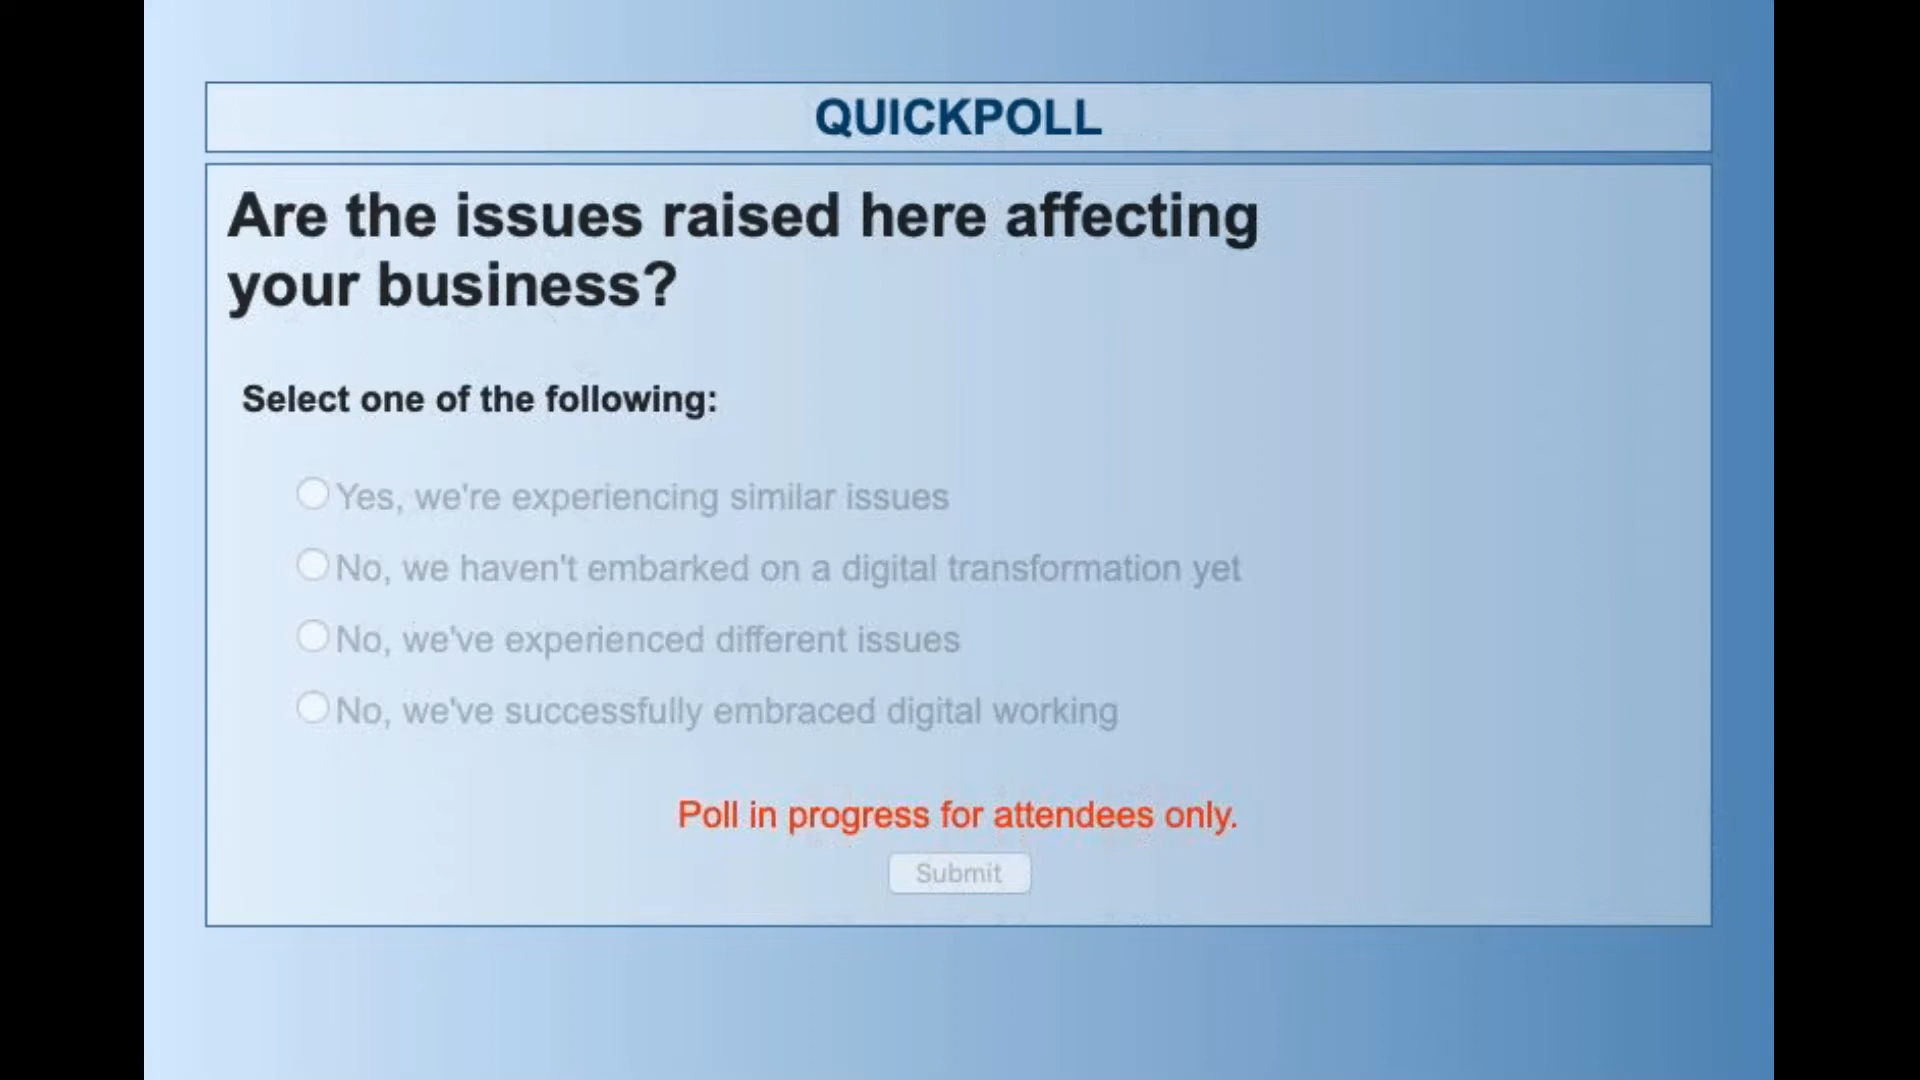 QUICKPOLL
Are the issues raised here affecting
your business?
Select one of the following:
Yes, we're experiencing similar issues
No, we haven't embarked on a digital transformation yet
No, we've experienced different issues
No, we've successfully embraced digital working
Poll in progress for attendees only.
Submit